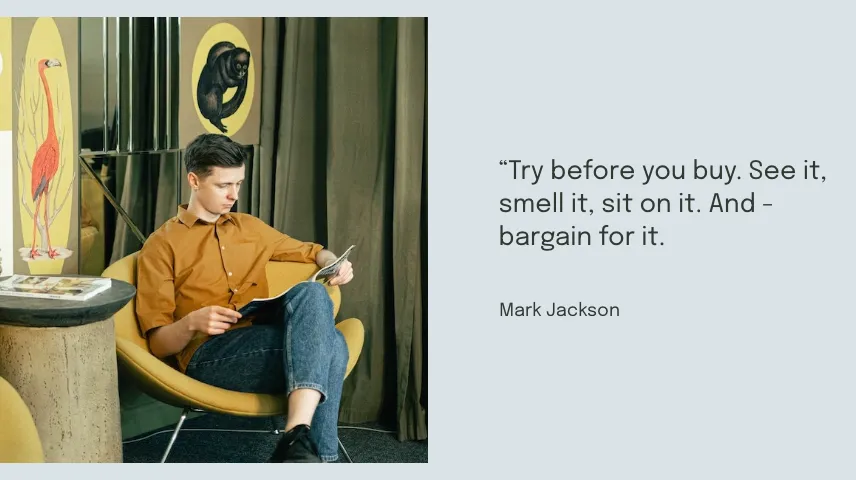 “Try before you buy. See it,
smell it, sit on it. And –
bargain for it.
Mark Jackson